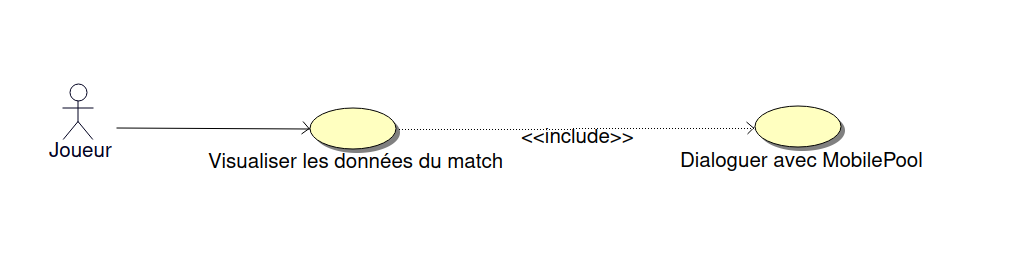 <<include>>
Joueur
Visualiser les données du match
Dialoguer avec MobilePool